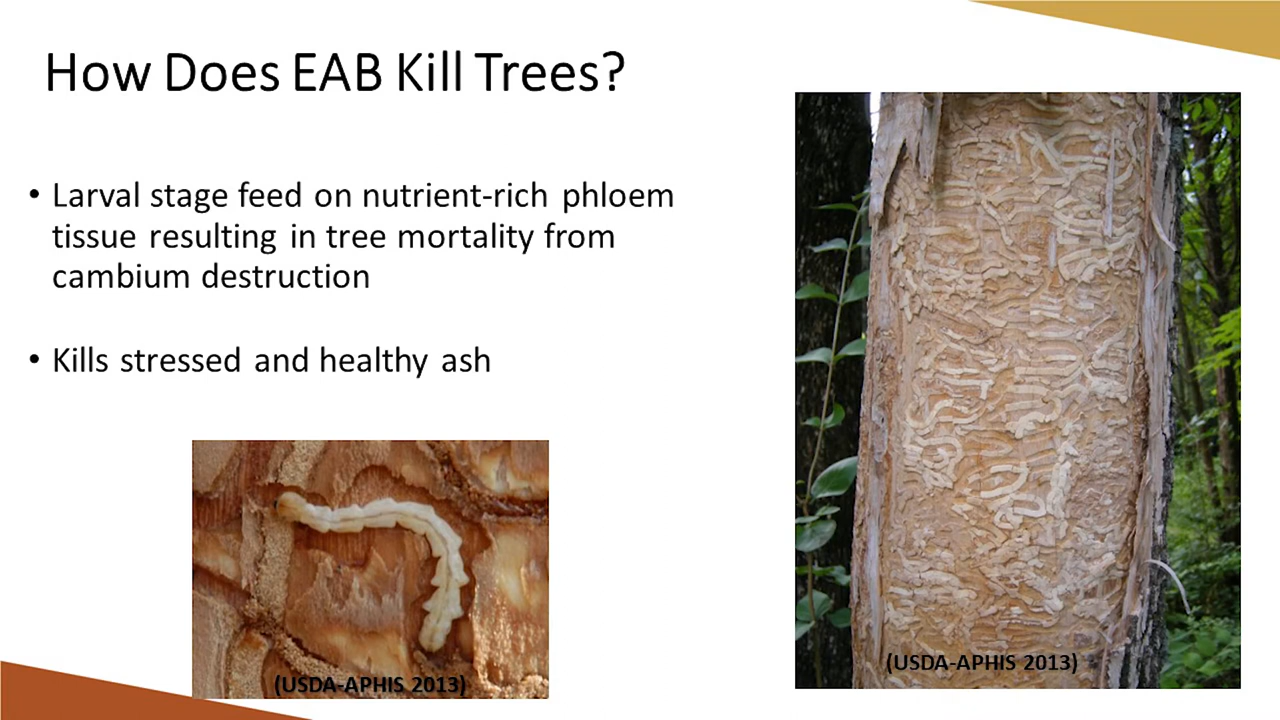 How Does EAB Kill Trees?
• Larval stage feed on nutrient-rich phloem
tissue resulting in tree mortality from
cambium destruction
• Kills stressed and healthy ash
(USDA-APHIS 2013)
(USDA-APHIS 2013)